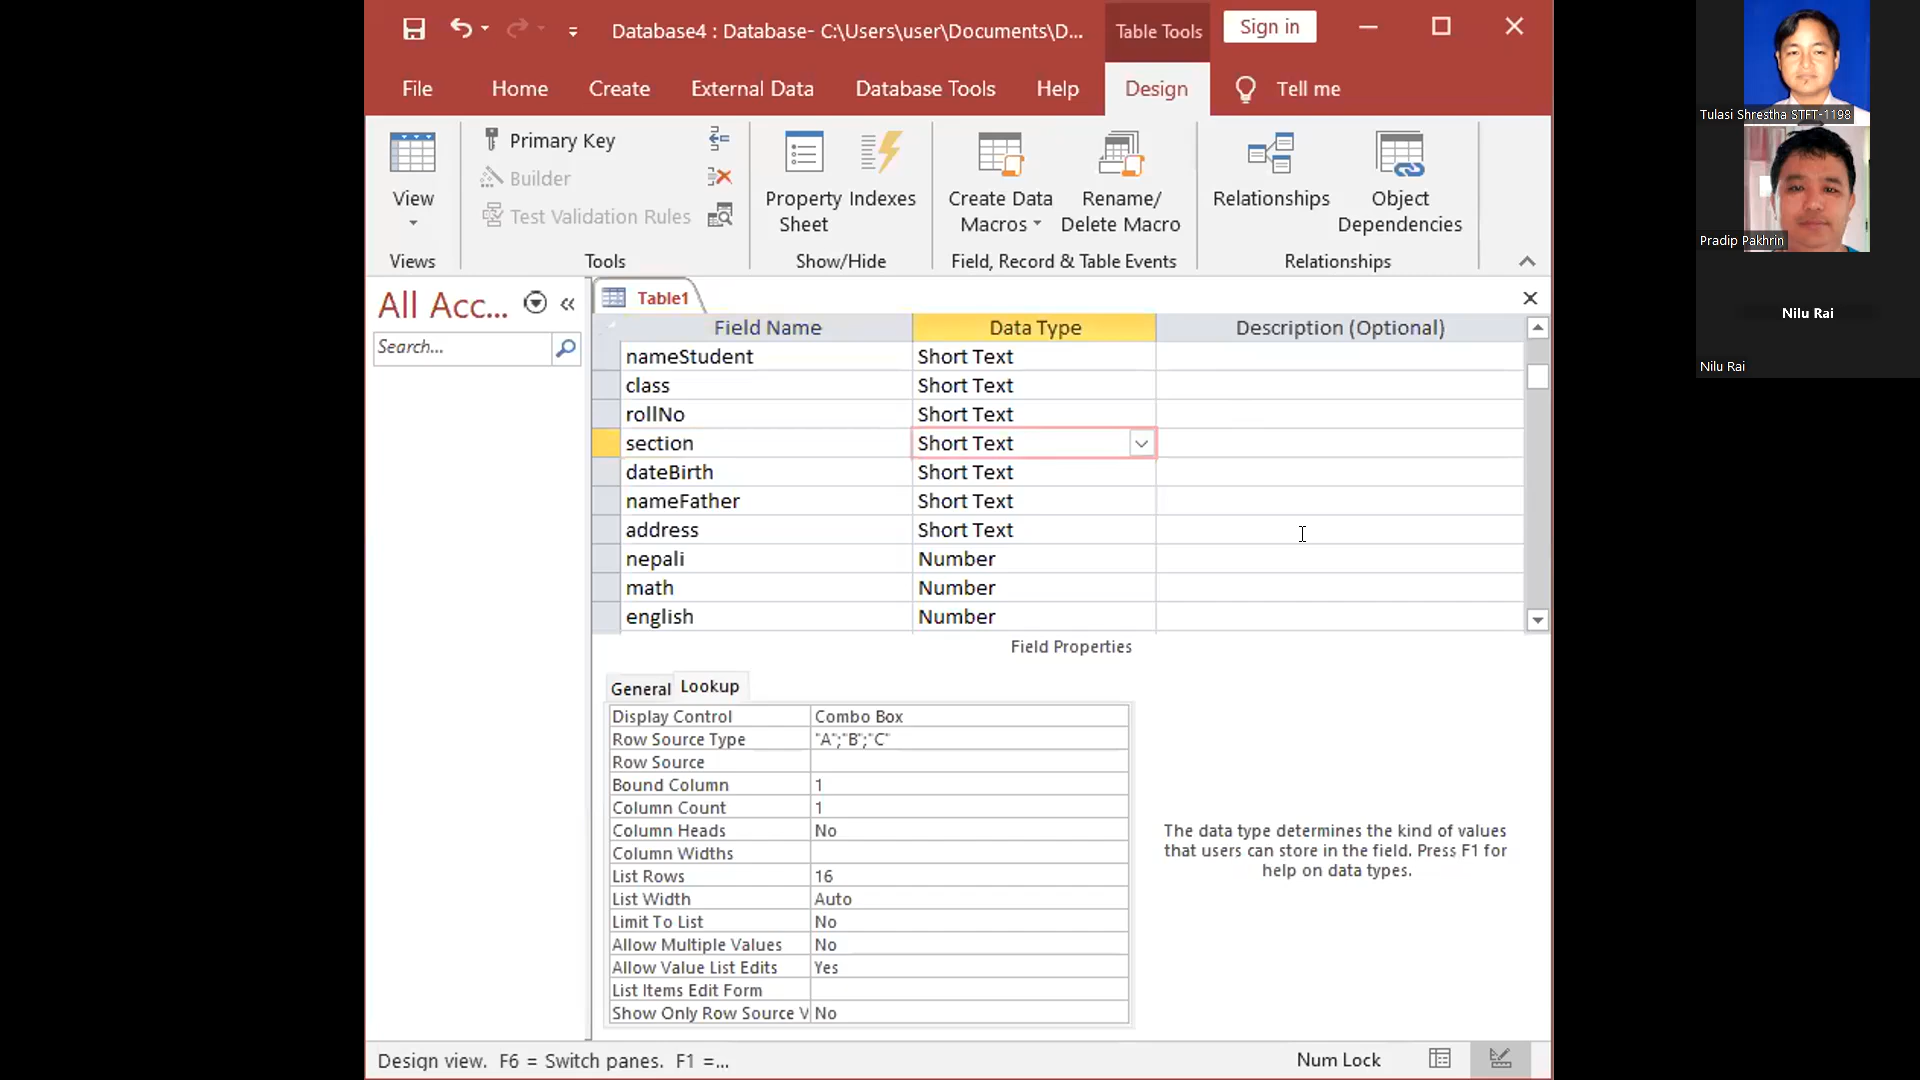 Database4 : Database- C:\Users\user\Documents\D...
Table Tools
Sign in
File
Home
Create
External Data
Database Tools
Help
Design
Tell me
View
Primary Key
Builder
Test Validation Rules
Property Sheet
Indexes
Create Data Macros
Rename/ Delete Macro
Relationships
Object Dependencies
Views
Tools
Show/Hide
Field, Record & Table Events
Relationships
All Acc...
Search...
Table1
Field Name Data Type Description (Optional)
nameStudent Short Text
class Short Text
rollNo Short Text
section Short Text
dateBirth Short Text
nameFather Short Text
address Short Text
nepali Number
math Number
english Number
Field Properties
General Lookup
Display Control Combo Box
Row Source Type "A";"B";"C"
Row Source
Bound Column 1
Column Count 1
Column Heads No
Column Widths
List Rows 16
List Width Auto
Limit To List No
Allow Multiple Values No
Allow Value List Edits Yes
List Items Edit Form
Show Only Row Source V No
The data type determines the kind of values
that users can store in the field. Press F1 for
help on data types.
Design view. F6 = Switch panes. F1 =...
Num Lock
Tulasi Shrestha STFT-1198
Pradip Pakhrin
Nilu Rai
Nilu Rai